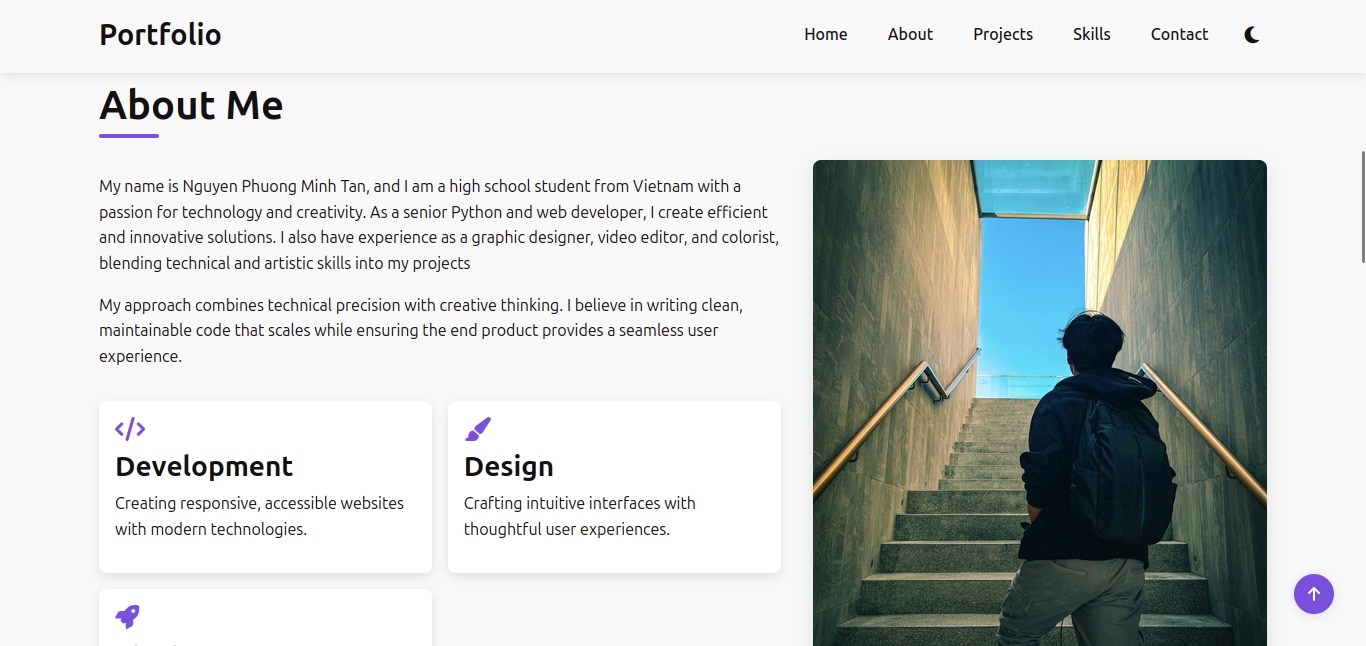 Portfolio
Home About Projects Skills Contact
About Me
My name is Nguyen Phuong Minh Tan, and I am a high school student from Vietnam with a
passion for technology and creativity. As a senior Python and web developer, I create efficient
and innovative solutions. I also have experience as a graphic designer, video editor, and colorist,
blending technical and artistic skills into my projects
My approach combines technical precision with creative thinking. I believe in writing clean,
maintainable code that scales while ensuring the end product provides a seamless user
experience.
Development
Creating responsive, accessible websites
with modern technologies.
Design
Crafting intuitive interfaces with
thoughtful user experiences.